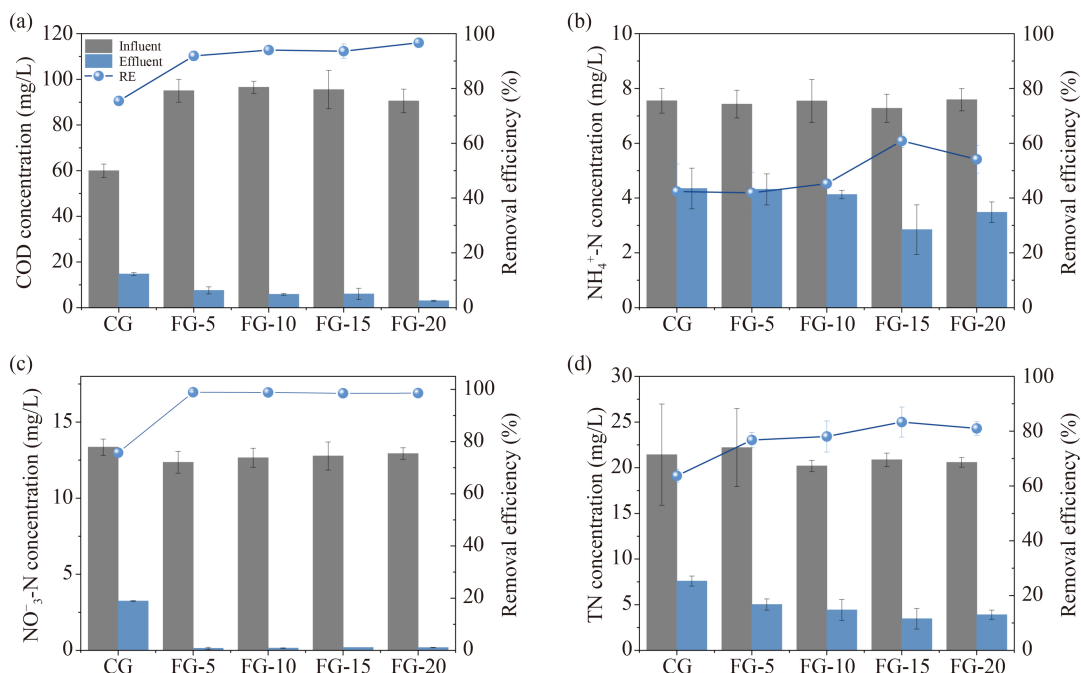 (a)
120
100
80
60
40
20
0
COD concentration (mg/L)
Influent
Effluent
RE
100
80
60
40
20
0
Removal efficiency (%)
CG FG-5 FG-10 FG-15 FG-20
(b)
10
8
6
4
2
0
NH₄⁺-N concentration (mg/L)
100
80
60
40
20
0
Removal efficiency (%)
CG FG-5 FG-10 FG-15 FG-20
(c)
15
10
5
0
NO⁻₃-N concentration (mg/L)
100
80
60
40
20
0
Removal efficiency (%)
CG FG-5 FG-10 FG-15 FG-20
(d)
30
25
20
15
10
5
0
TN concentration (mg/L)
100
80
60
40
20
0
Removal efficiency (%)
CG FG-5 FG-10 FG-15 FG-20